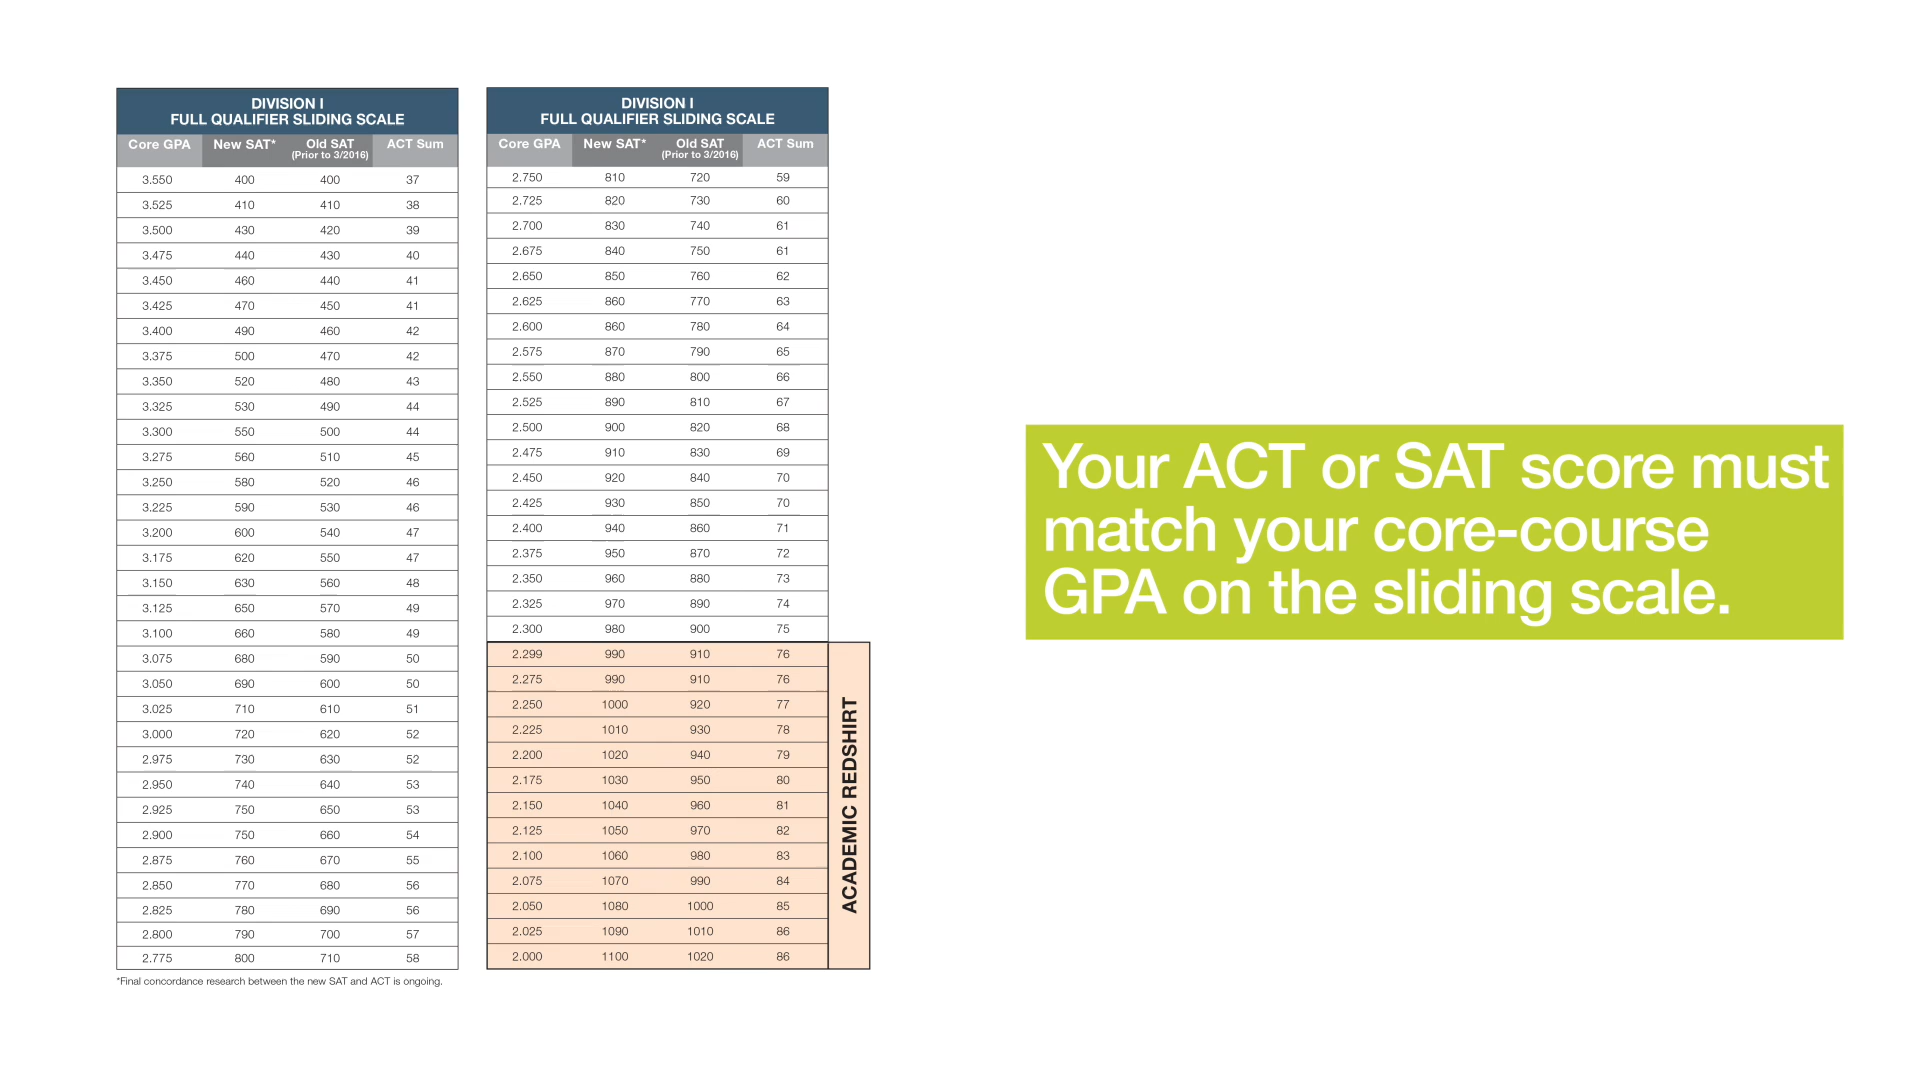 DIVISION I
FULL QUALIFIER SLIDING SCALE
Core GPA New SAT* Old SAT (Prior to 3/2016) ACT Sum
3.550 400 400 37
3.525 410 410 38
3.500 430 420 39
3.475 440 430 40
3.450 460 440 41
3.425 470 450 41
3.400 490 460 42
3.375 500 470 42
3.350 520 480 43
3.325 530 490 44
3.300 550 500 44
3.275 560 510 45
3.250 580 520 46
3.225 590 530 46
3.200 600 540 47
3.175 620 550 47
3.150 630 560 48
3.125 650 570 49
3.100 660 580 49
3.075 680 590 50
3.050 690 600 50
3.025 710 610 51
3.000 720 620 52
2.975 730 630 52
2.950 740 640 53
2.925 750 650 53
2.900 750 660 54
2.875 760 670 55
2.850 770 680 56
2.825 780 690 56
2.800 790 700 57
2.775 800 710 58
*Final concordance research between the new SAT and ACT is ongoing.
DIVISION I
FULL QUALIFIER SLIDING SCALE
Core GPA New SAT* Old SAT (Prior to 3/2016) ACT Sum
2.750 810 720 59
2.725 820 730 60
2.700 830 740 61
2.675 840 750 61
2.650 850 760 62
2.625 860 770 63
2.600 860 780 64
2.575 870 790 65
2.550 880 800 66
2.525 890 810 67
2.500 900 820 68
2.475 910 830 69
2.450 920 840 70
2.425 930 850 70
2.400 940 860 71
2.375 950 870 72
2.350 960 880 73
2.325 970 890 74
2.300 980 900 75
2.299 990 910 76
2.275 990 910 76
2.250 1000 920 77
2.225 1010 930 78
2.200 1020 940 79
2.175 1030 950 80
2.150 1040 960 81
2.125 1050 970 82
2.100 1060 980 83
2.075 1070 990 84
2.050 1080 1000 85
2.025 1090 1010 86
2.000 1100 1020 86
ACADEMIC REDSHIRT
Your ACT or SAT score must
match your core-course
GPA on the sliding scale.